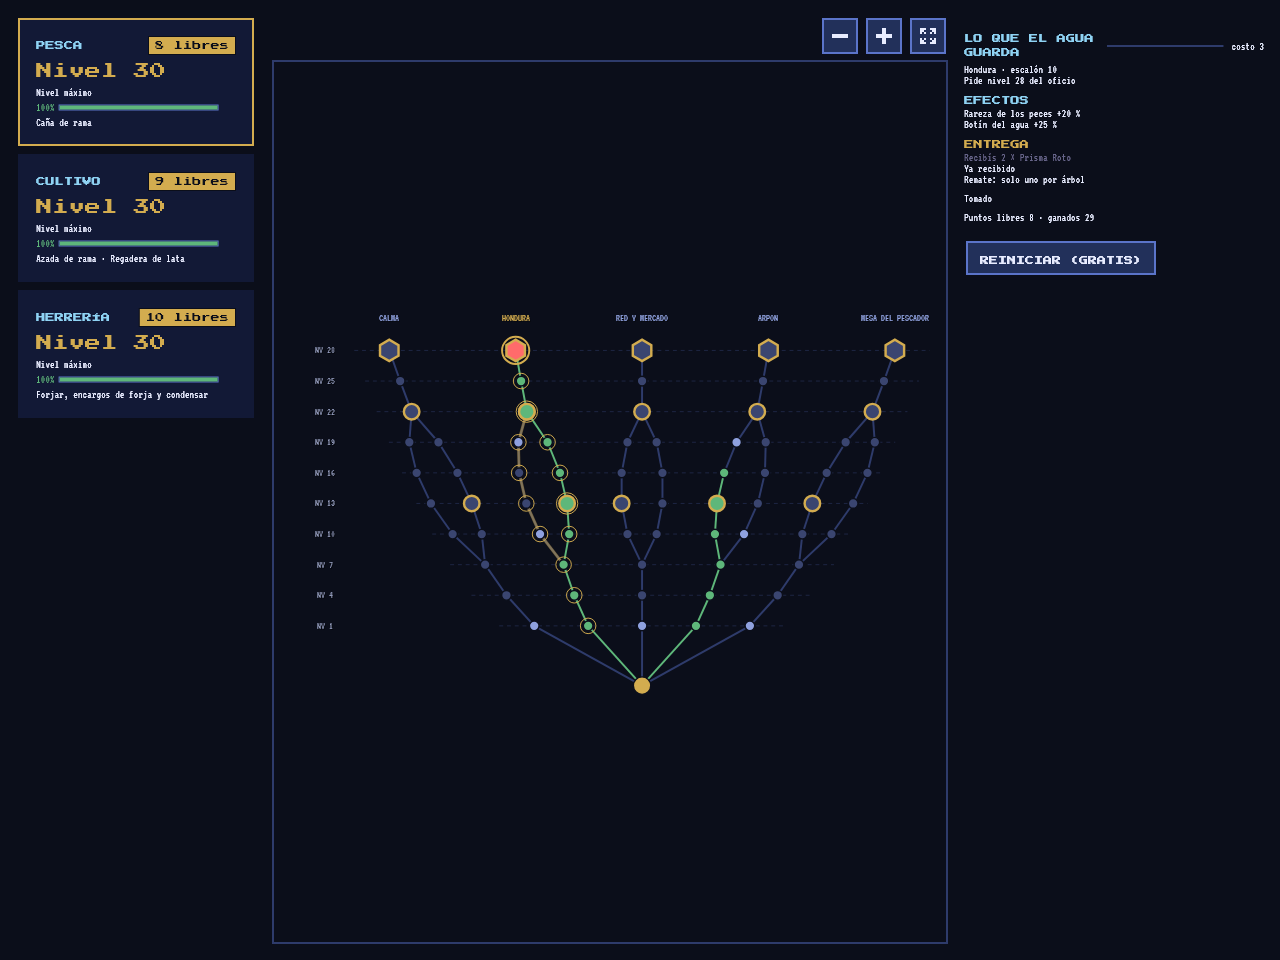 PESCA
8 libres
Nivel 30
Nivel máximo
100%
Caña de rama
CULTIVO
9 libres
Nivel 30
Nivel máximo
100%
Azada de rama · Regadera de lata
HERRERíA
10 libres
Nivel 30
Nivel máximo
100%
Forjar, encargos de forja y condensar
CALMA
HONDURA
RED Y MERCADO
ARPON
MESA DEL PESCADOR
NV 28
NV 25
NV 22
NV 19
NV 16
NV 13
NV 10
NV 7
NV 4
NV 1
LO QUE EL AGUA
GUARDA
costo 3
Hondura · escalón 10
Pide nivel 28 del oficio
EFECTOS
Rareza de los peces +20 %
Botín del agua +25 %
ENTREGA
Recibís 2 × Prisma Roto
Ya recibido
Remate: solo uno por árbol
Tomado
Puntos libres 8 · ganados 29
REINICIAR (GRATIS)